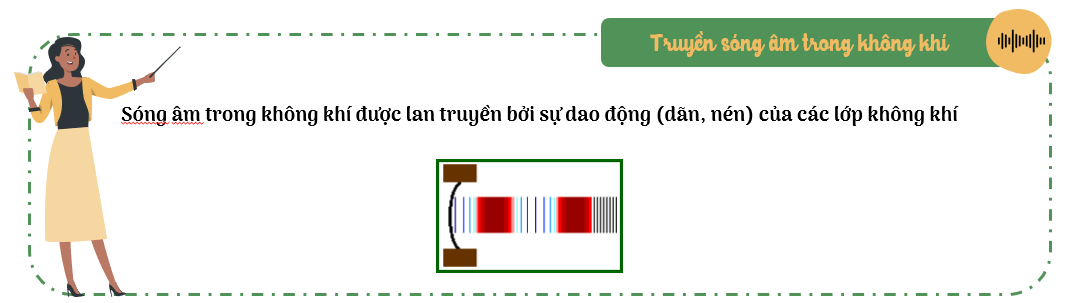 Truyền sóng âm trong không khí
Sóng âm trong không khí được lan truyền bởi sự dao động (dãn, nén) của các lớp không khí